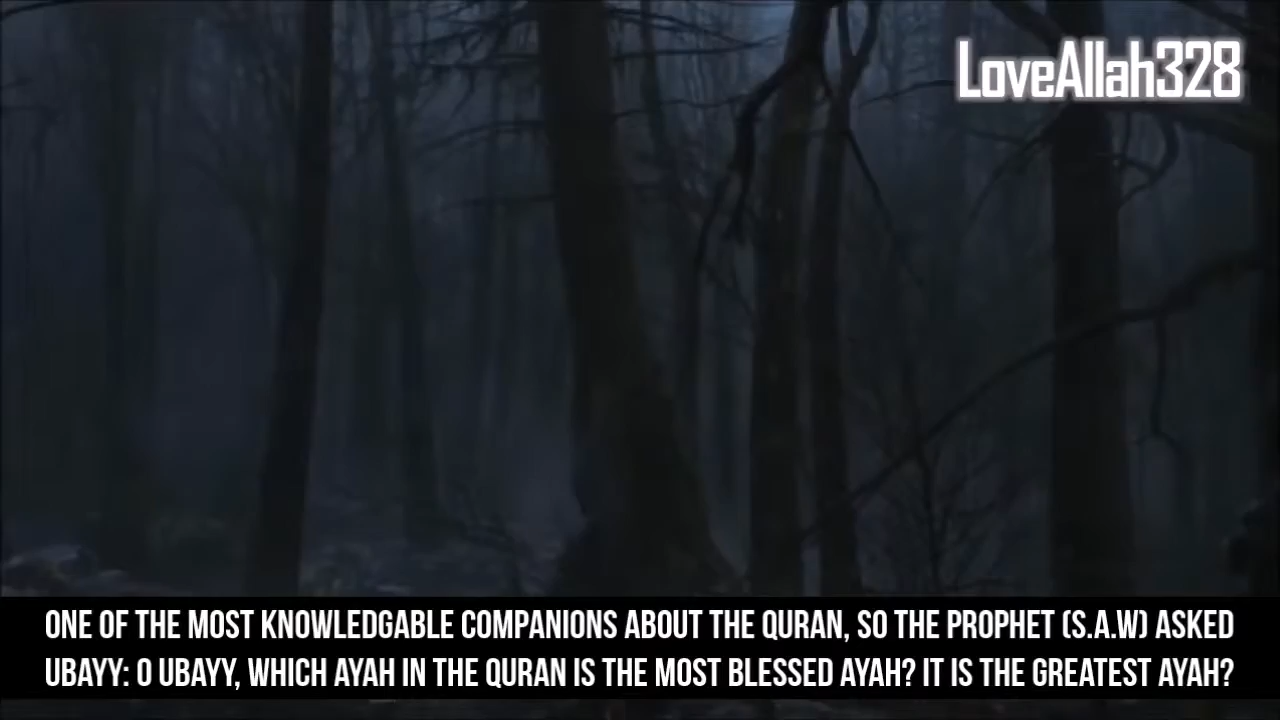 LoveAllah328
ONE OF THE MOST KNOWLEDGABLE COMPANIONS ABOUT THE QURAN, SO THE PROPHET (S.A.W) ASKED
UBAYY: O UBAYY, WHICH AYAH IN THE QURAN IS THE MOST BLESSED AYAH? IT IS THE GREATEST AYAH?